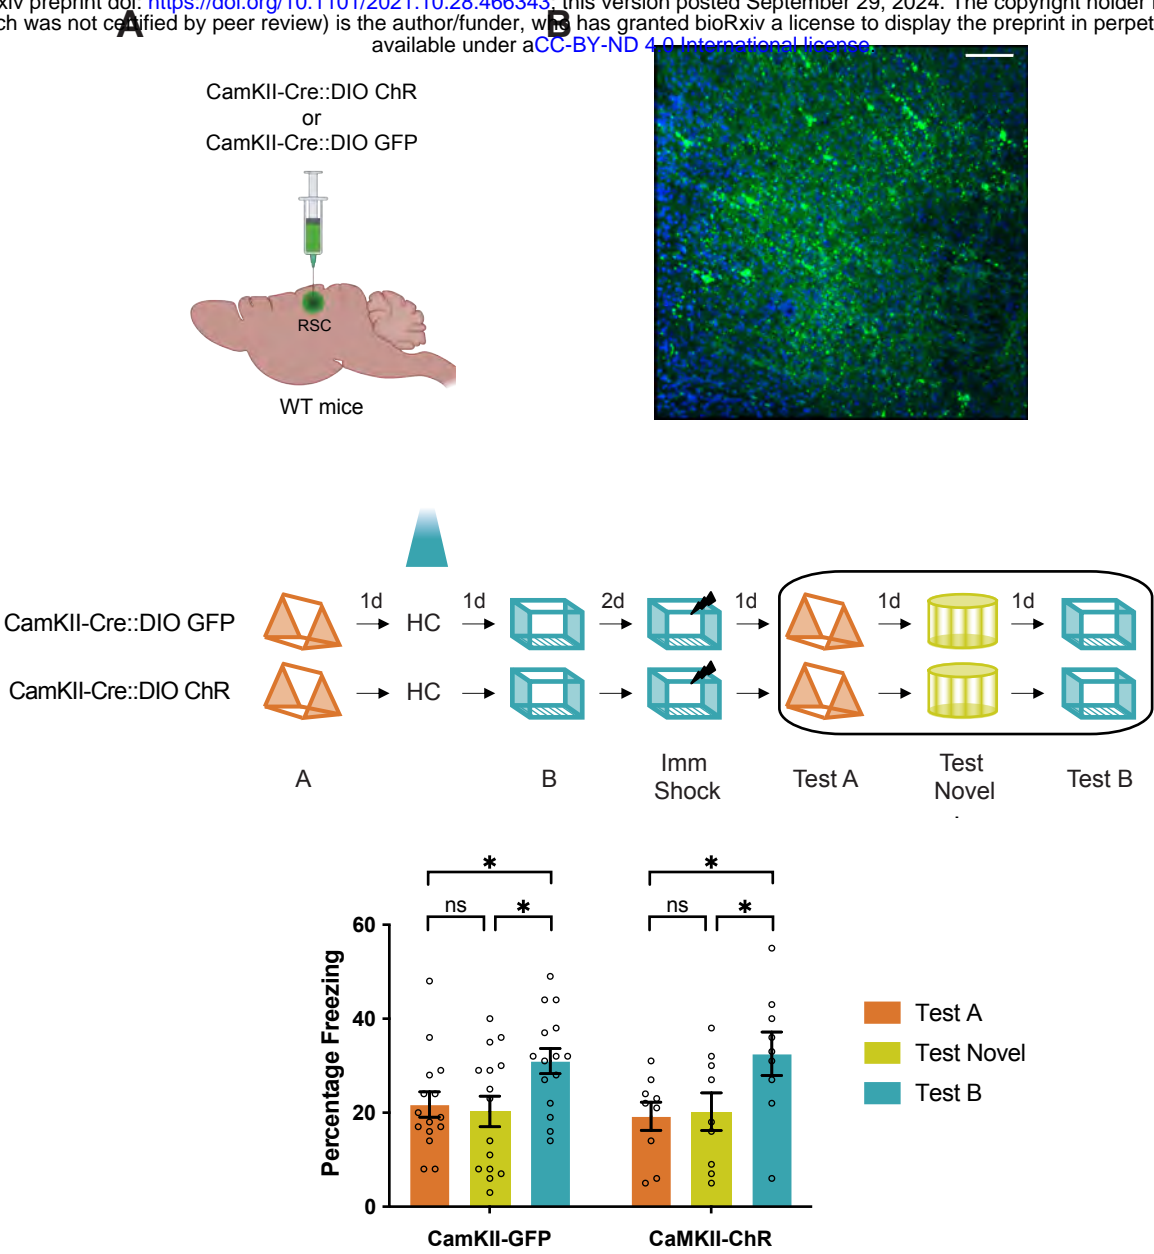 xiv preprint doi: https://doi.org/10.1101/2021.10.28.466343; this version posted September 29, 2024. The copyright holder
ch was not certified by peer review) is the author/funder, who has granted bioRxiv a license to display the preprint in perpet
available under aCC-BY-ND 4.0 International license.
A
B
CamKII-Cre::DIO ChR
or
CamKII-Cre::DIO GFP
RSC
WT mice
CamKII-Cre::DIO GFP
1d
HC
1d
2d
1d
1d
1d
CamKII-Cre::DIO ChR
HC
A
B
Imm
Shock
Test A
Test
Novel
Test B
* *
ns * ns *
60
40
20
0
Percentage Freezing
CamKII-GFP
CaMKII-ChR
Test A
Test Novel
Test B